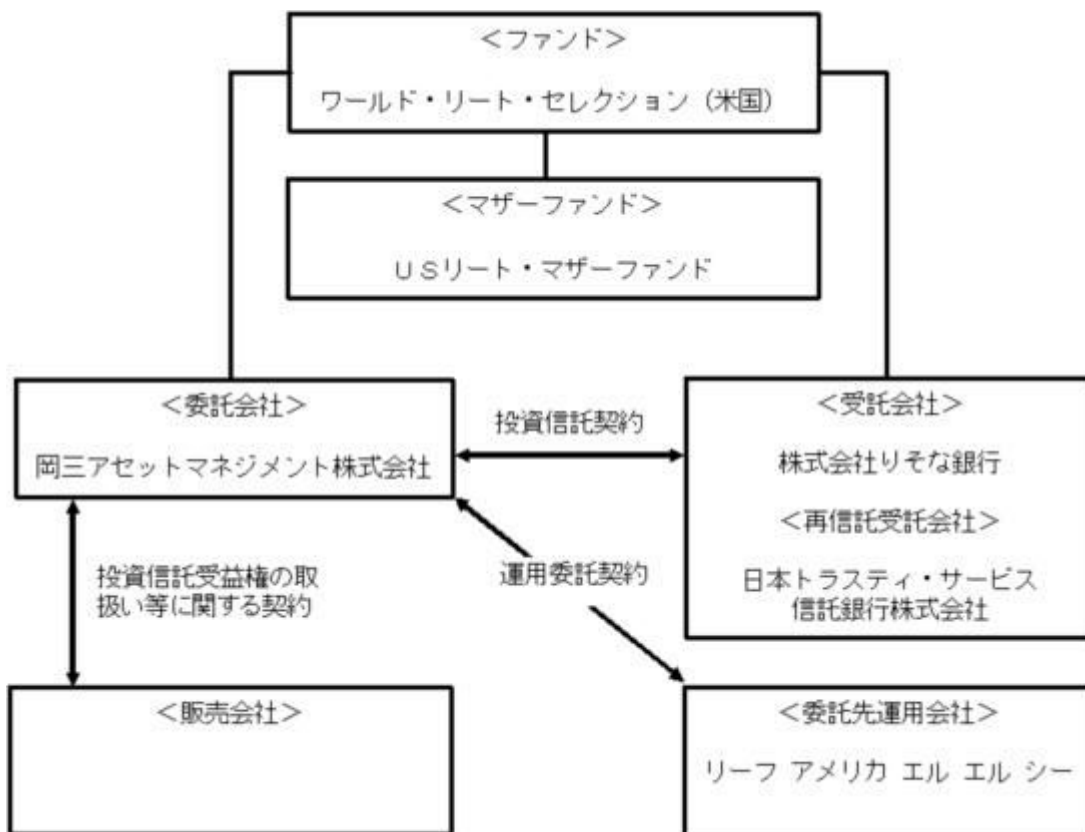 ＜ファンド＞
ワールド・リート・セレクション（米国）
＜マザーファンド＞
ＵＳリート・マザーファンド
＜委託会社＞
岡三アセットマネジメント株式会社
投資信託契約
＜受託会社＞
株式会社りそな銀行
＜再信託受託会社＞
日本トラスティ・サービス
信託銀行株式会社
投資信託受益権の取
扱い等に関する契約
運用委託契約
＜販売会社＞
＜委託先運用会社＞
リーフ アメリカ エル エル シー